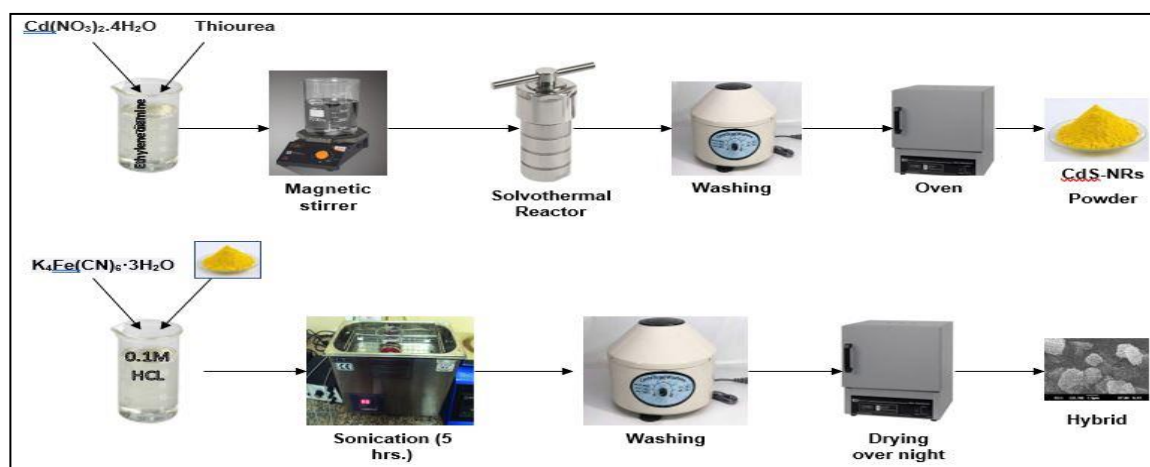 Cd(NO₃)₂.4H₂O Thiourea
Ethylenediamine
Magnetic
stirrer
Solvothermal
Reactor
Washing
Oven
CdS-NRs
Powder
K₄Fe(CN)₆·3H₂O
0.1M
HCL
Sonication (5
hrs.)
Washing
Drying
over night
Hybrid